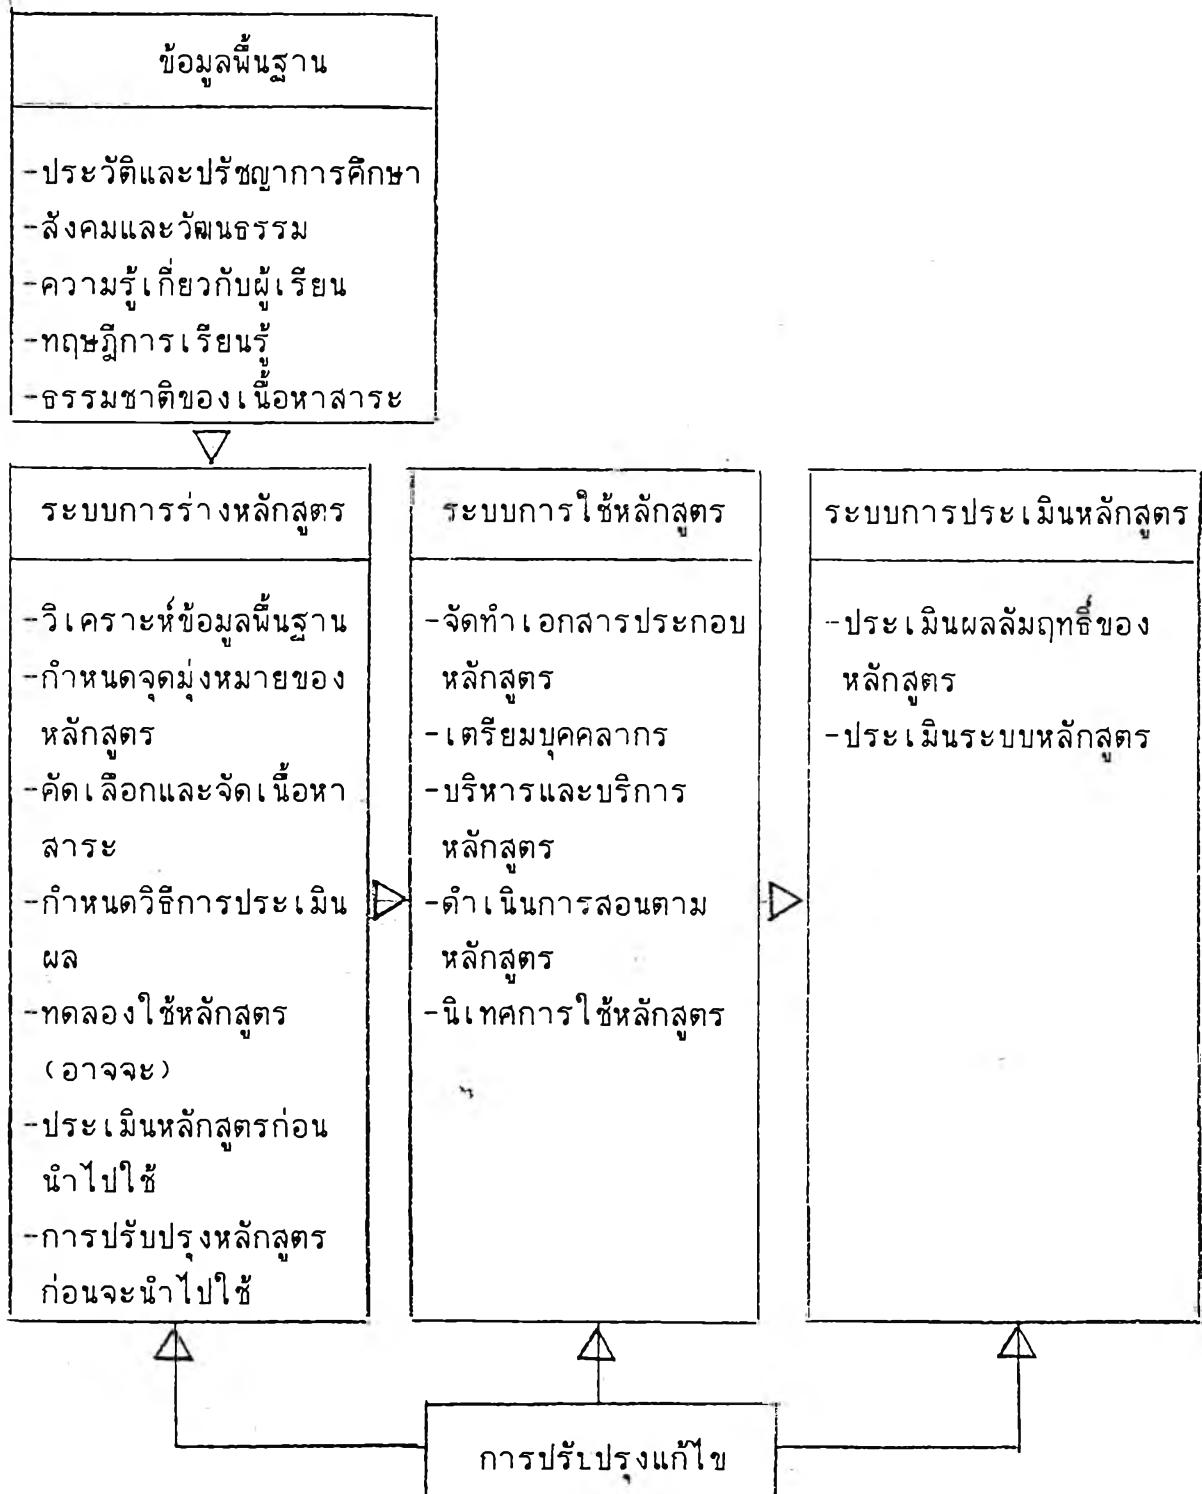 ข้อมูลพื้นฐาน
-ประวัติและปรัชญาการศึกษา
-สังคมและวัฒนธรรม
-ความรู้เกี่ยวกับผู้เรียน
-ทฤษฎีการเรียนรู้
-ธรรมชาติของเนื้อหาสาระ
ระบบการร่างหลักสูตร
-วิเคราะห์ข้อมูลพื้นฐาน
-กำหนดจุดมุ่งหมายของ
หลักสูตร
-คัดเลือกและจัดเนื้อหา
สาระ
-กำหนดวิธีการประเมิน
ผล
-ทดลองใช้หลักสูตร
(อาจจะ)
-ประเมินหลักสูตรก่อน
นำไปใช้
-การปรับปรุงหลักสูตร
ก่อนจะนำไปใช้
ระบบการใช้หลักสูตร
-จัดทำเอกสารประกอบ
หลักสูตร
-เตรียมบุคคลากร
-บริหารและบริการ
หลักสูตร
-ดำเนินการสอนตาม
หลักสูตร
-นิเทศการใช้หลักสูตร
ระบบการประเมินหลักสูตร
-ประเมินผลสัมฤทธิ์ของ
หลักสูตร
-ประเมินระบบหลักสูตร
การปรับปรุงแก้ไข